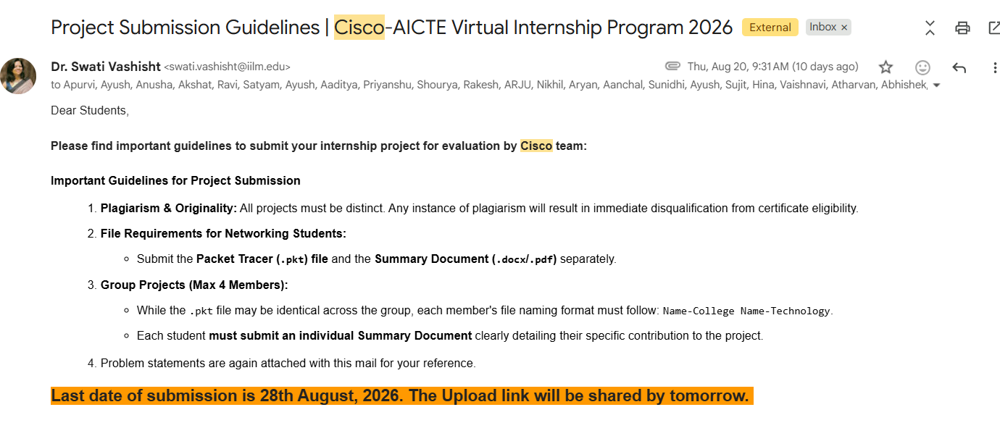 Project Submission Guidelines | Cisco-AICTE Virtual Internship Program 2026 External Inbox ×
Dr. Swati Vashisht <swati.vashisht@iilm.edu> Thu, Aug 20, 9:31 AM (10 days ago)
to Apurvi, Ayush, Anusha, Akshat, Ravi, Satyam, Ayush, Aaditya, Priyanshu, Shourya, Rakesh, ARJU, Nikhil, Aryan, Aanchal, Sunidhi, Ayush, Sujit, Hina, Vaishnavi, Atharvan, Abhishek,
Dear Students,
Please find important guidelines to submit your internship project for evaluation by Cisco team:
Important Guidelines for Project Submission
1. Plagiarism & Originality: All projects must be distinct. Any instance of plagiarism will result in immediate disqualification from certificate eligibility.
2. File Requirements for Networking Students:
◦ Submit the Packet Tracer (.pkt) file and the Summary Document (.docx/.pdf) separately.
3. Group Projects (Max 4 Members):
◦ While the .pkt file may be identical across the group, each member's file naming format must follow: Name-College Name-Technology.
◦ Each student must submit an individual Summary Document clearly detailing their specific contribution to the project.
4. Problem statements are again attached with this mail for your reference.
Last date of submission is 28th August, 2026. The Upload link will be shared by tomorrow.